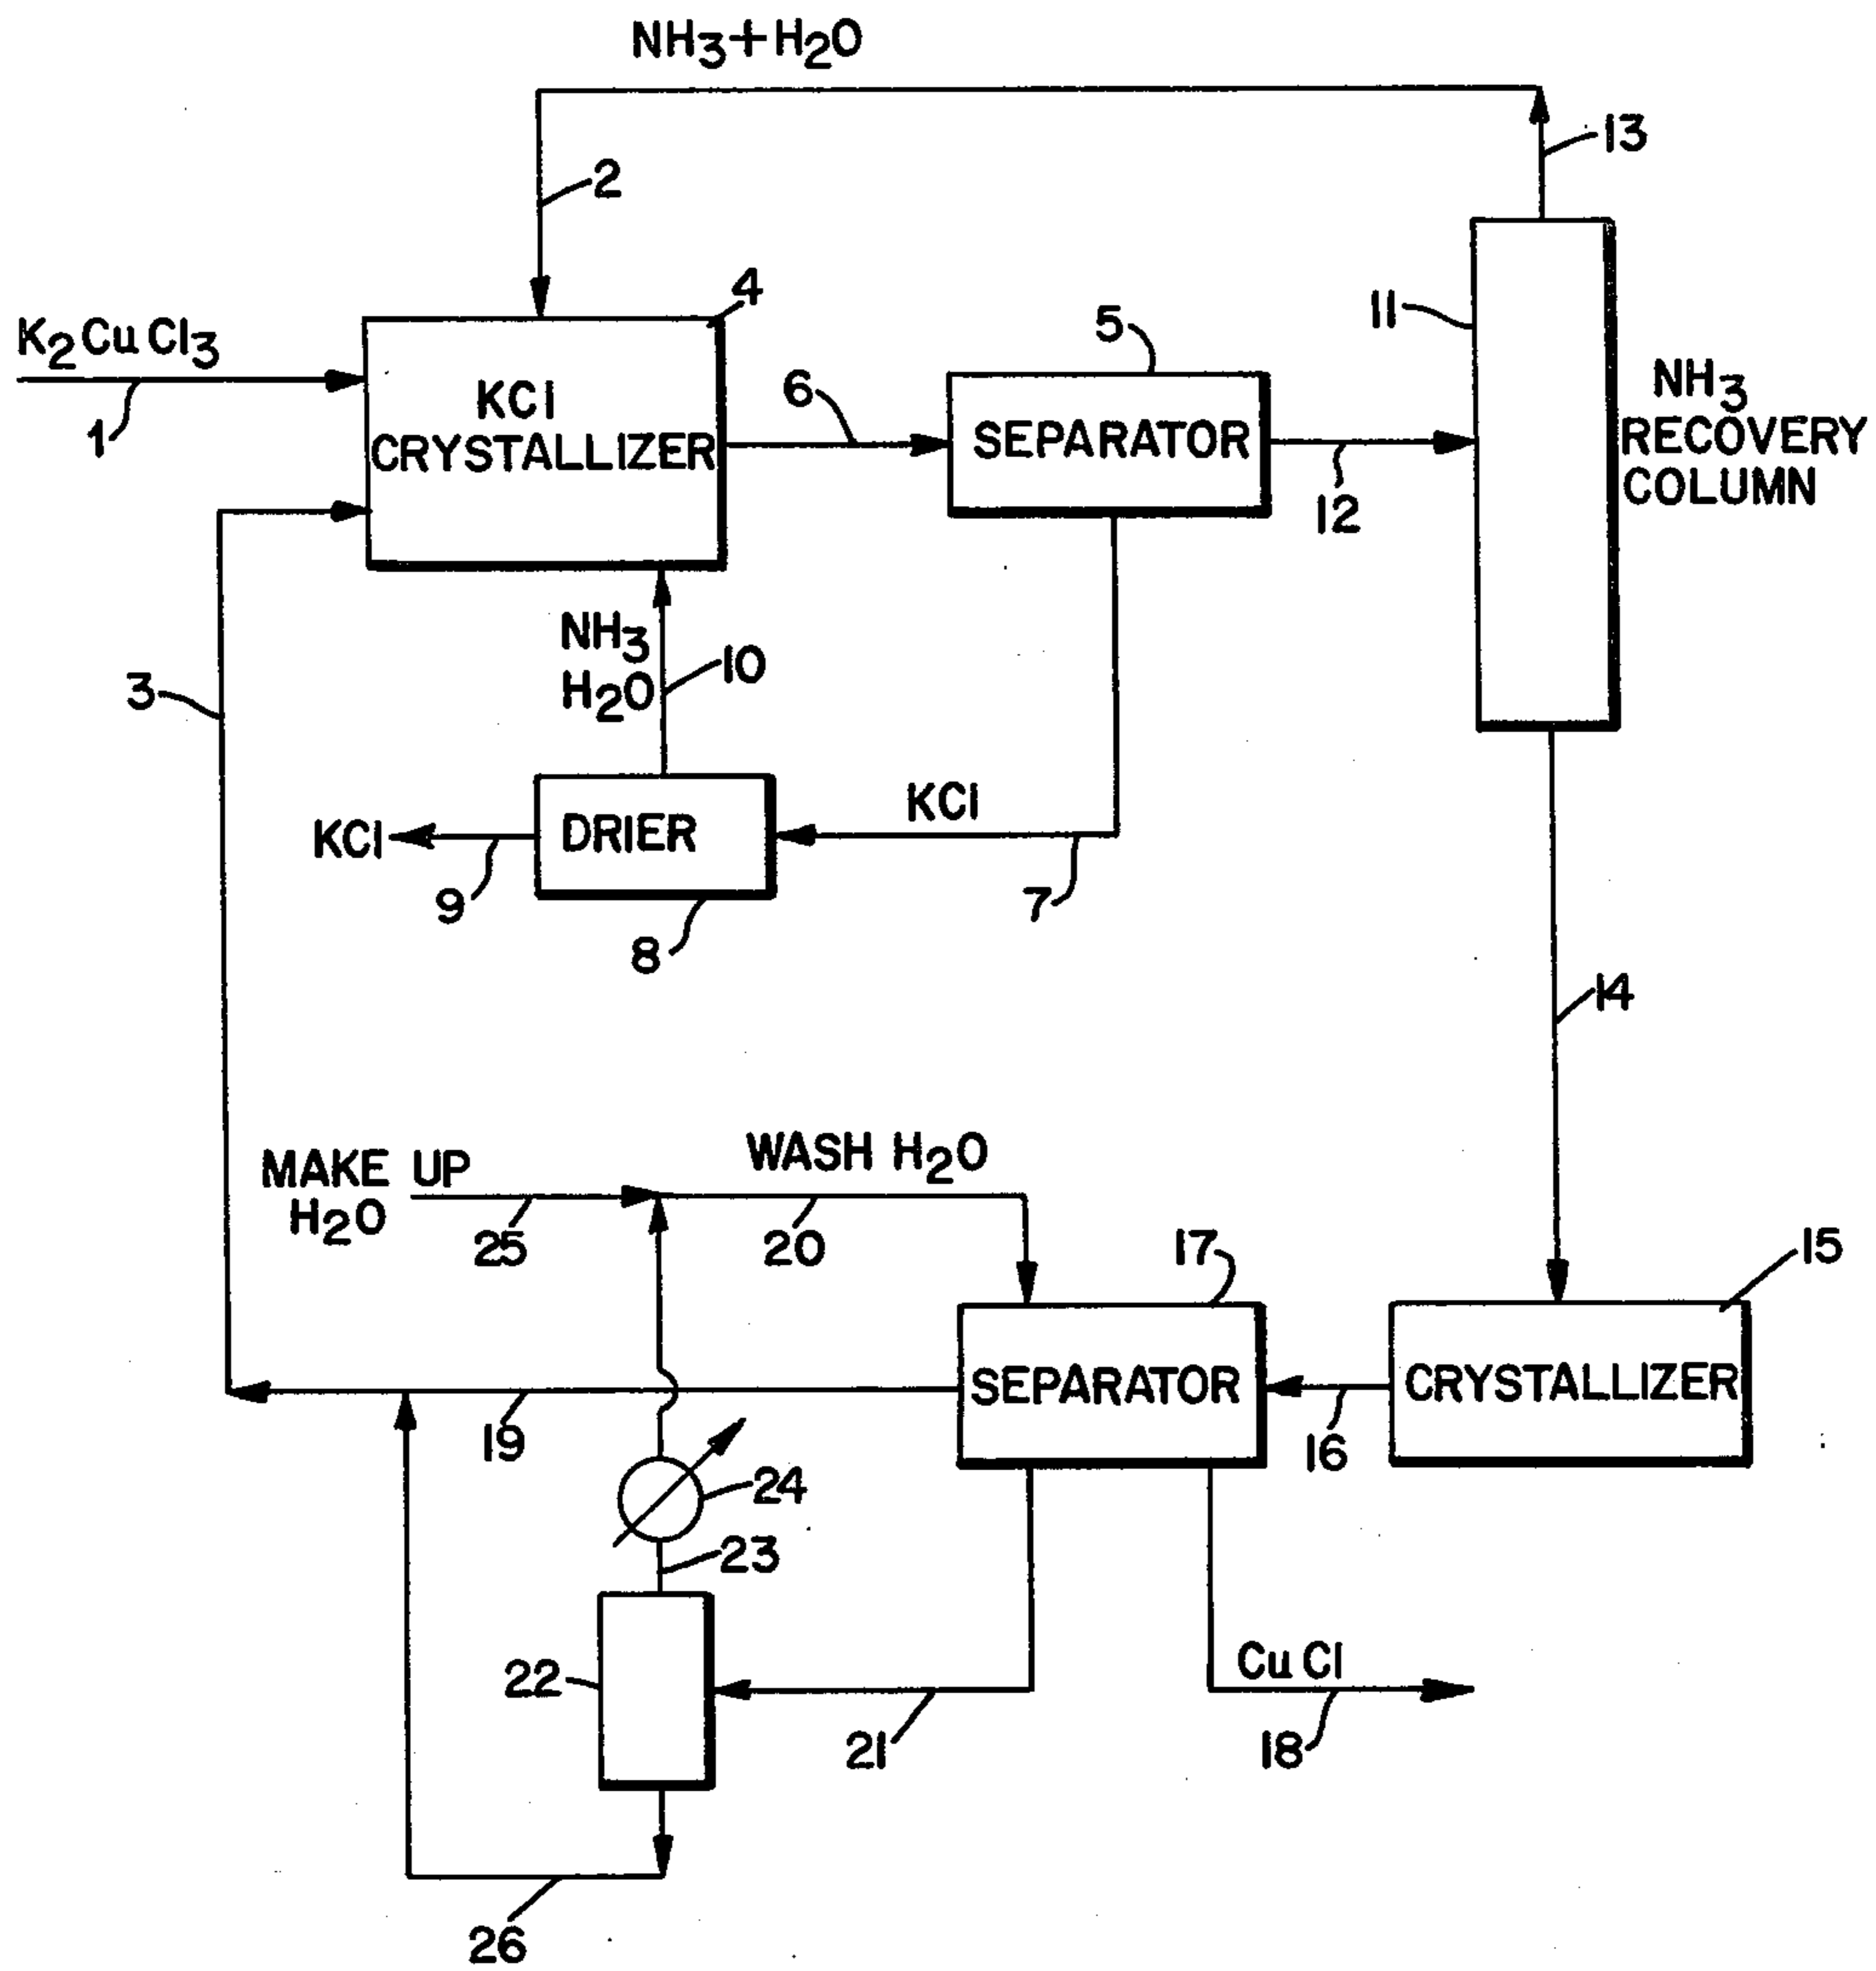 NH3+H2O
13
2
4
K2CuCl3
1
KCl
CRYSTALLIZER
6
5
SEPARATOR
12
11
NH3
RECOVERY
COLUMN
NH3
H2O
10
3
KCl
DRIER
KCl
9
8
7
14
MAKE UP
H2O
25
WASH H2O
20
17
15
SEPARATOR
CRYSTALLIZER
16
19
24
23
22
21
CuCl
18
26